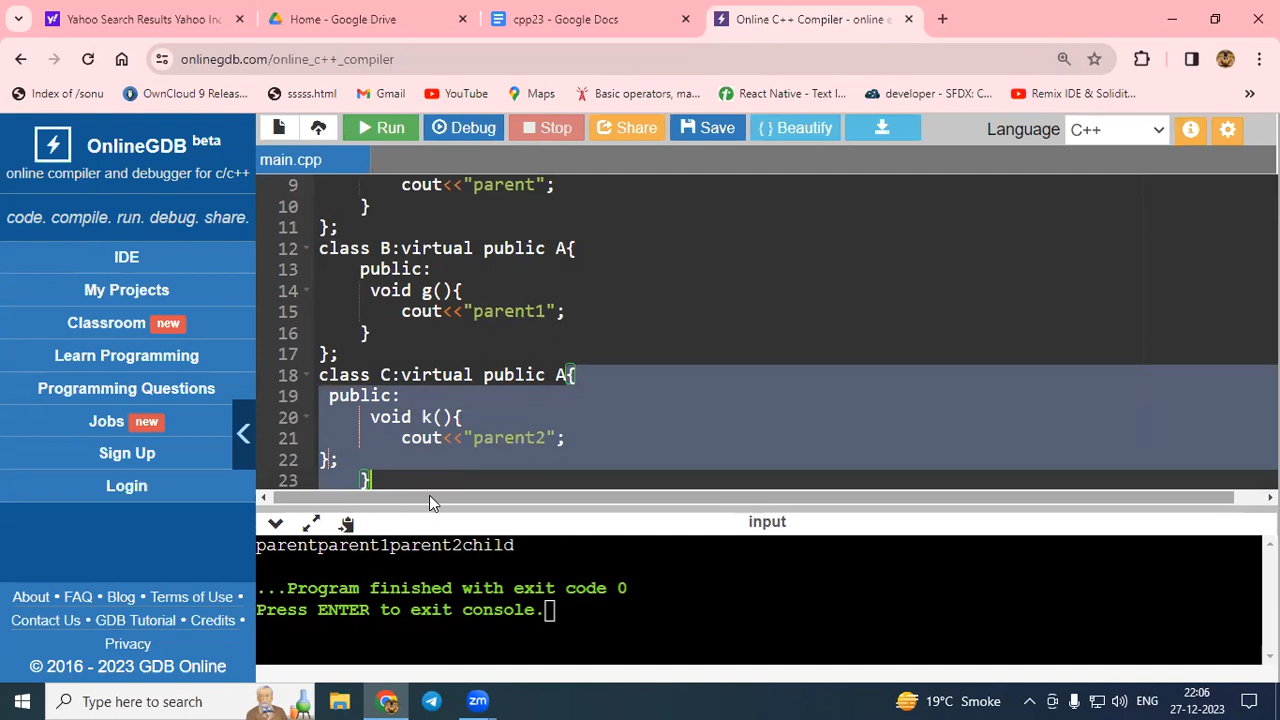 Yahoo Search Results Yahoo In
Home - Google Drive
cpp23 - Google Docs
Online C++ Compiler - online e
onlinegdb.com/online_c++_compiler
Index of /sonu
OwnCloud 9 Releas...
sssss.html
Gmail
YouTube
Maps
Basic operators, ma...
React Native - Text I...
developer - SFDX: C...
Remix IDE & Solidit...
OnlineGDB beta
online compiler and debugger for c/c++
code. compile. run. debug. share.
IDE
My Projects
Classroom new
Learn Programming
Programming Questions
Jobs new
Sign Up
Login
About • FAQ • Blog • Terms of Use •
Contact Us • GDB Tutorial • Credits •
Privacy
© 2016 - 2023 GDB Online
Run
Debug
Stop
Share
Save
{ } Beautify
Language C++
main.cpp
9 cout<<"parent";
10 }
11 };
12 class B:virtual public A{
13 public:
14 void g(){
15 cout<<"parent1";
16 }
17 };
18 class C:virtual public A{
19 public:
20 void k(){
21 cout<<"parent2";
22 };
23 }
input
parentparent1parent2child
...Program finished with exit code 0
Press ENTER to exit console.
Type here to search
zm
19°C Smoke
ENG
22:06
27-12-2023